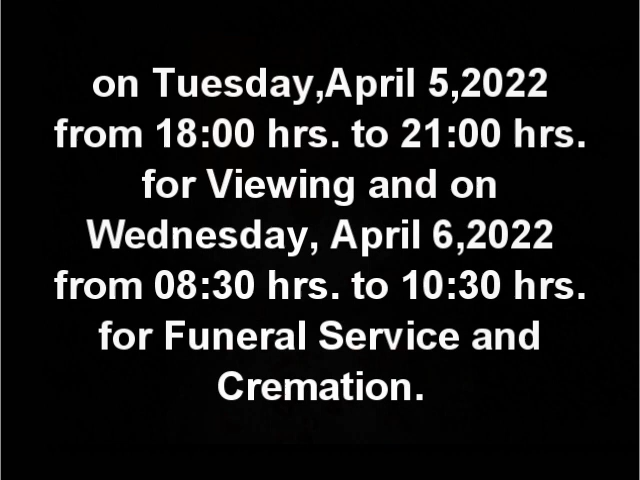 on Tuesday,April 5,2022
from 18:00 hrs. to 21:00 hrs.
for Viewing and on
Wednesday, April 6,2022
from 08:30 hrs. to 10:30 hrs.
for Funeral Service and
Cremation.